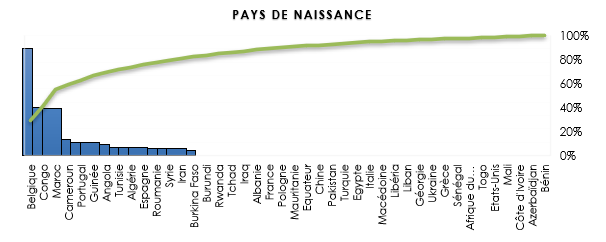 PAYS DE NAISSANCE
100%
80%
60%
40%
20%
0%
Belgique
Congo
Maroc
Cameroun
Portugal
Guinée
Angola
Tunisie
Algérie
Espagne
Roumanie
Syrie
Iran
Burkina Faso
Burundi
Rwanda
Tchad
Iraq
Albanie
France
Pologne
Mauritanie
Equateur
Chine
Pakistan
Turquie
Egypte
Italie
Macédoine
Libéria
Liban
Géorgie
Ukraine
Grèce
Sénégal
Afrique du...
Togo
Etats-Unis
Mali
Côte d'Ivoire
Azerbaïdjan
Bénin